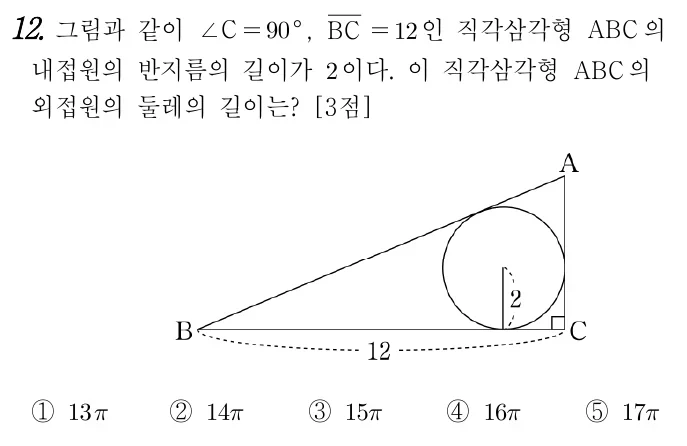 12. 그림과 같이 ∠C=90°, B̅C̅=12인 직각삼각형 ABC의
내접원의 반지름의 길이가 2이다. 이 직각삼각형 ABC의
외접원의 둘레의 길이는? [3점]
A
2
B
C
12
① 13π ② 14π ③ 15π ④ 16π ⑤ 17π